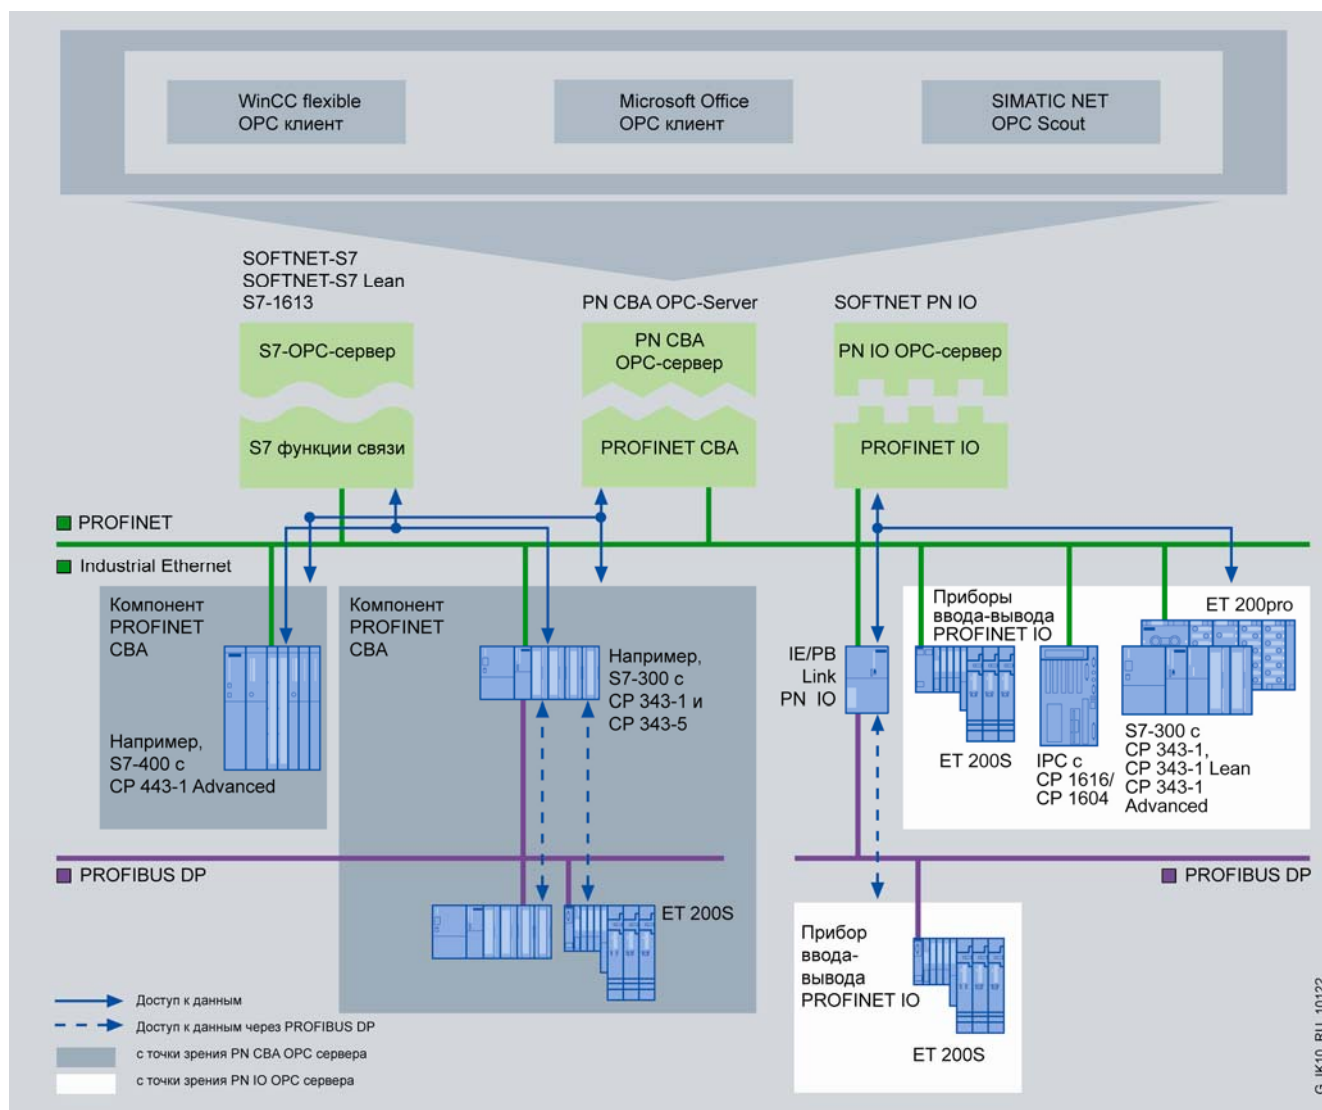 WinCC flexible
OPC клиент
Microsoft Office
OPC клиент
SIMATIC NET
OPC Scout
SOFTNET-S7
SOFTNET-S7 Lean
S7-1613
PN CBA OPC-Server
SOFTNET PN IO
S7-OPC-сервер
PN CBA
OPC-сервер
PN IO OPC-сервер
S7 функции связи
PROFINET CBA
PROFINET IO
PROFINET
Industrial Ethernet
Компонент
PROFINET
CBA
Например,
S7-400 с
CP 443-1 Advanced
Компонент
PROFINET
CBA
Например,
S7-300 с
CP 343-1 и
CP 343-5
IE/PB
Link
PN IO
Приборы
ввода-вывода
PROFINET IO
ET 200pro
ET 200S
IPC с
CP 1616/
CP 1604
S7-300 с
CP 343-1,
CP 343-1 Lean
CP 343-1
Advanced
PROFIBUS DP
PROFIBUS DP
ET 200S
Прибор
ввода-
вывода
PROFINET IO
ET 200S
Доступ к данным
Доступ к данным через PROFIBUS DP
с точки зрения PN CBA OPC сервера
с точки зрения PN IO OPC сервера
G_IK10_RU_10122